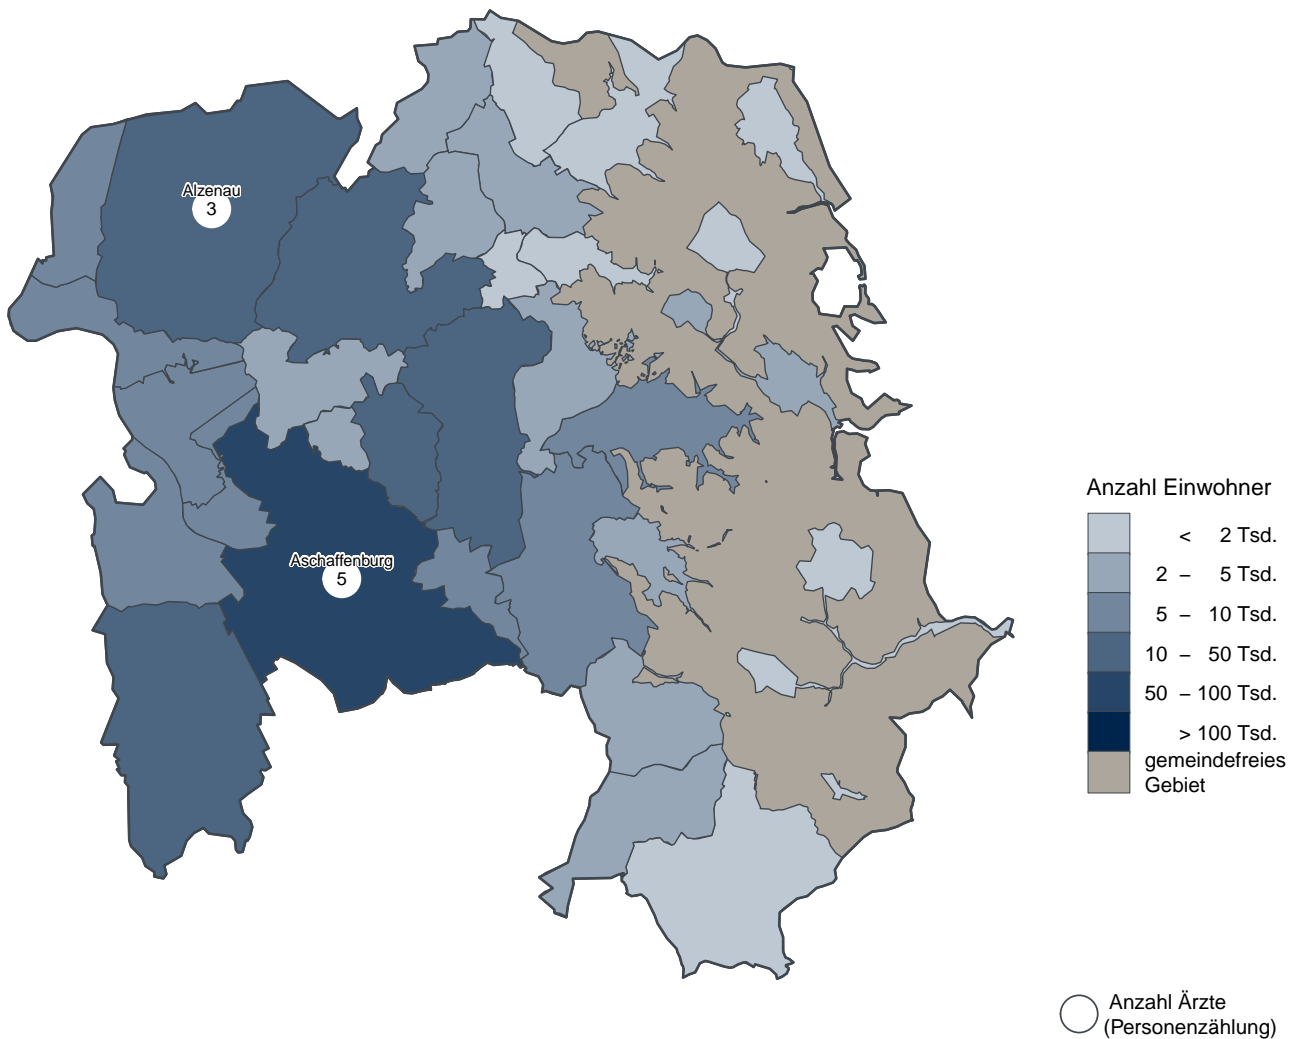 Alzenau
3
Aschaffenburg
5
Anzahl Einwohner
< 2 Tsd.
2 – 5 Tsd.
5 – 10 Tsd.
10 – 50 Tsd.
50 – 100 Tsd.
> 100 Tsd.
gemeindefreies
Gebiet
Anzahl Ärzte
(Personenzählung)